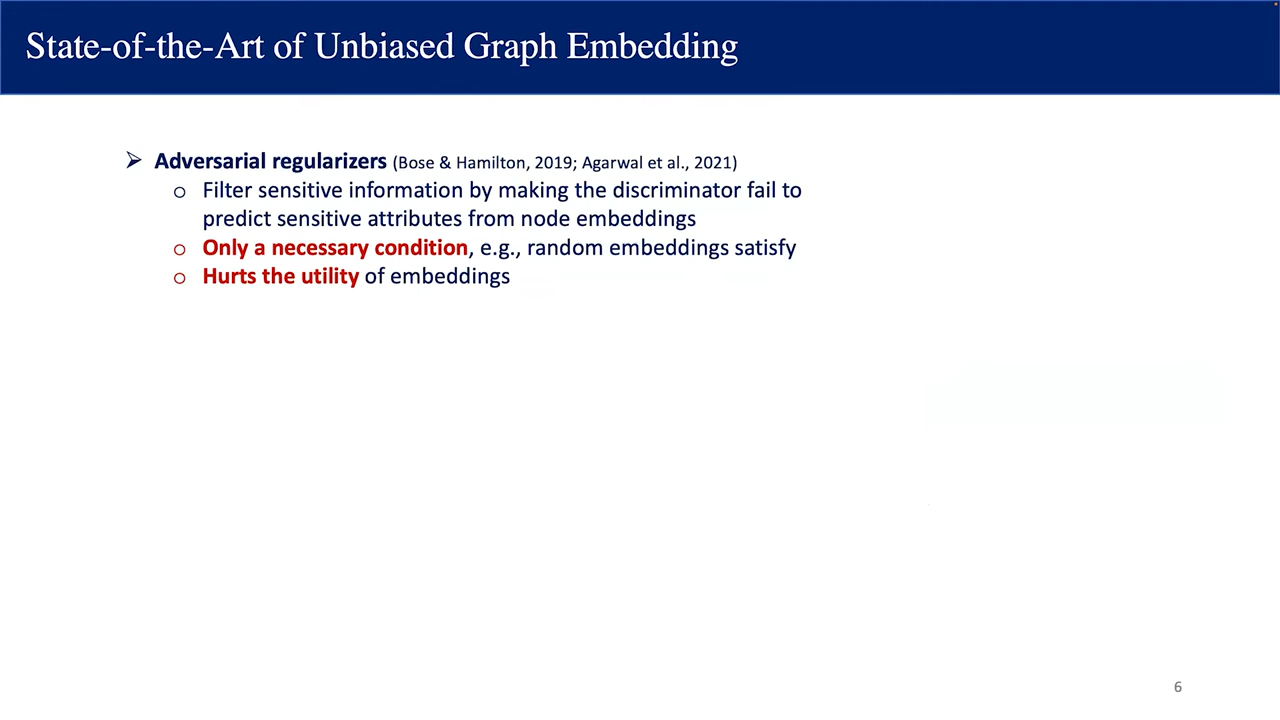 State-of-the-Art of Unbiased Graph Embedding
➢ Adversarial regularizers (Bose & Hamilton, 2019; Agarwal et al., 2021)
o Filter sensitive information by making the discriminator fail to
predict sensitive attributes from node embeddings
o Only a necessary condition, e.g., random embeddings satisfy
o Hurts the utility of embeddings
6